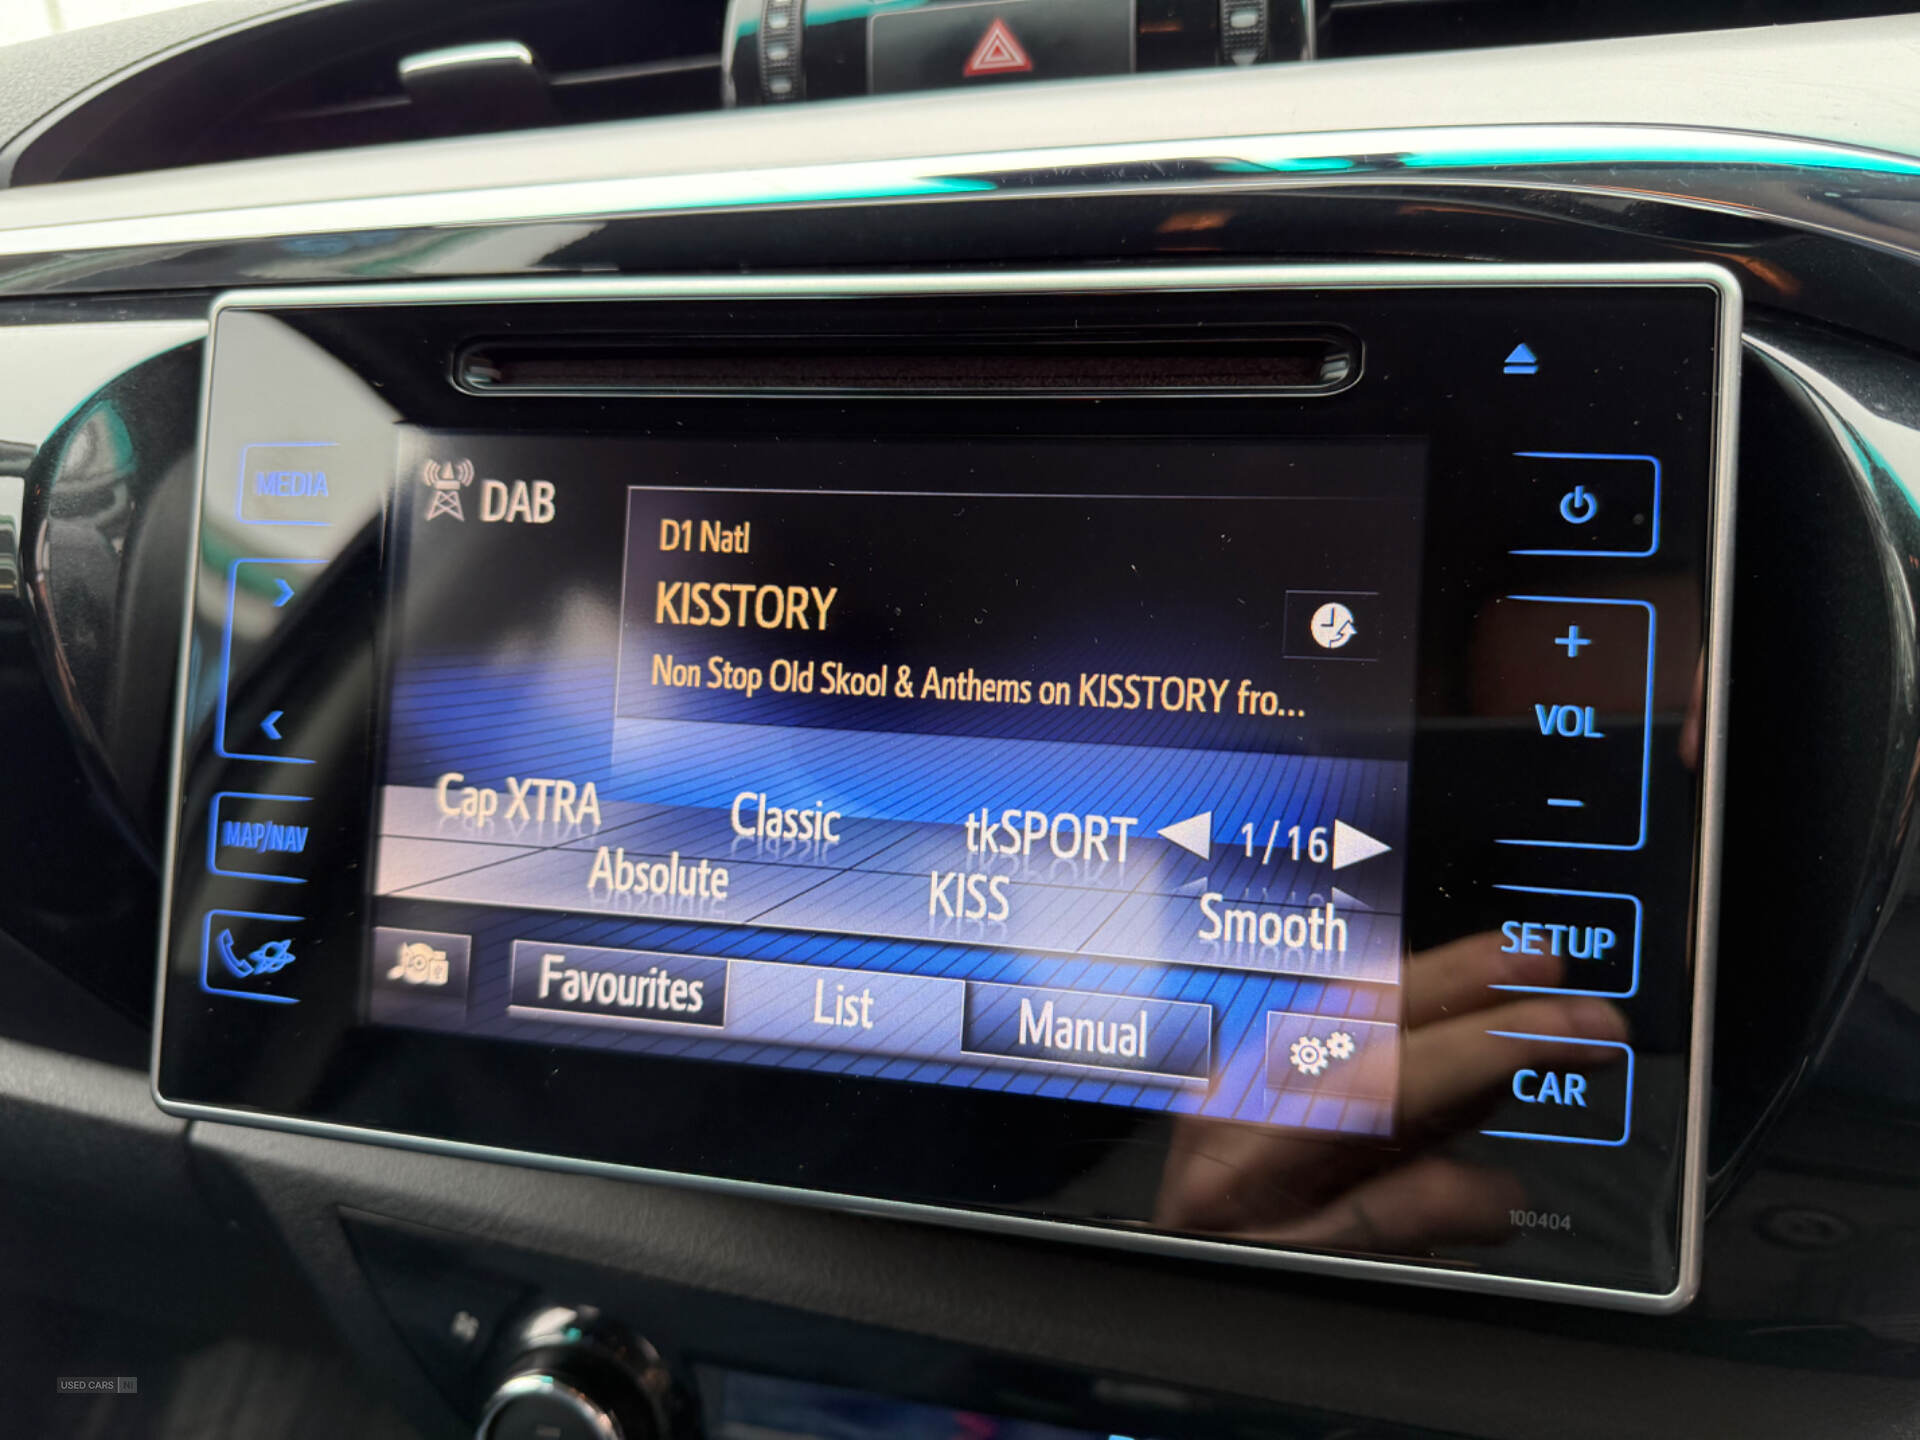 MEDIA
DAB
D1 Natl
KISSTORY
Non Stop Old Skool & Anthems on KISSTORY fro...
VOL
Cap XTRA Classic tkSPORT 1/16
Absolute KISS Smooth
MAP/NAV
SETUP
Favourites List Manual
CAR
100404
USED CARS NI